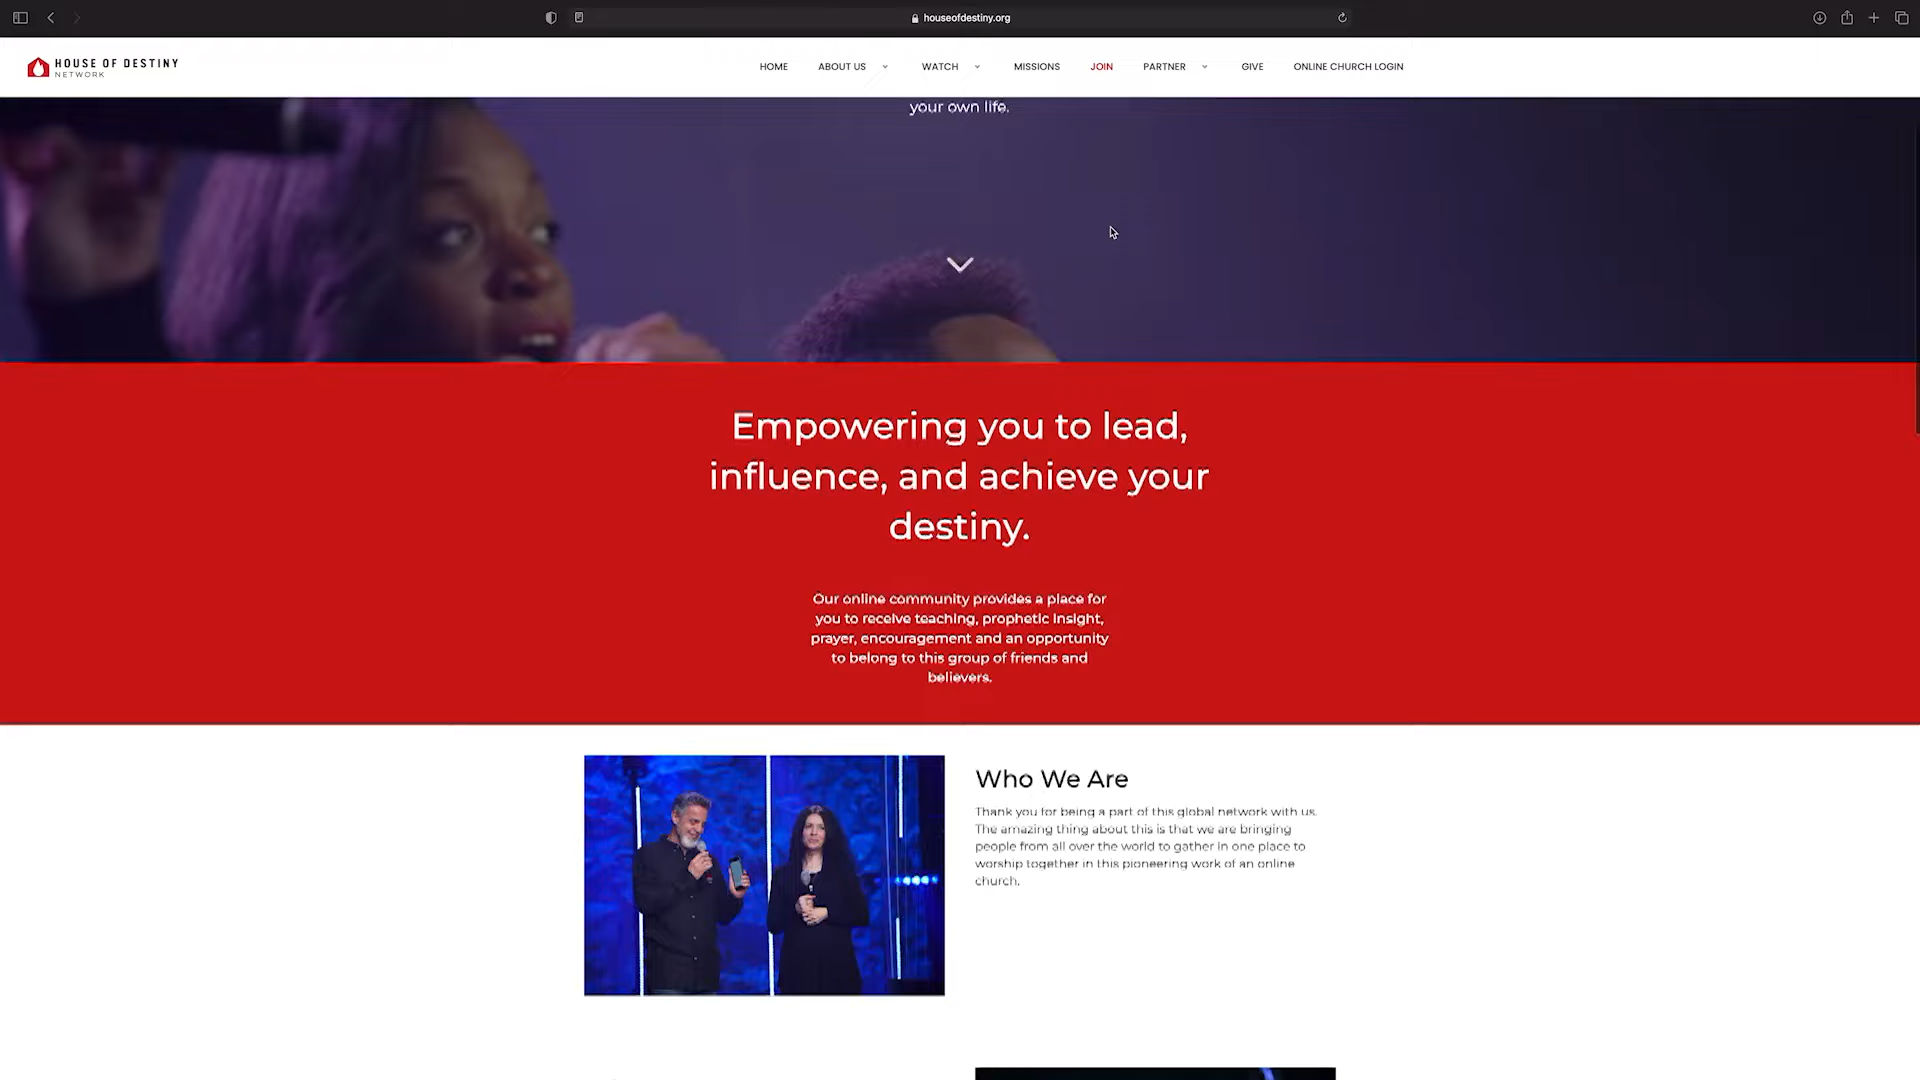 houseofdestiny.org
HOUSE OF DESTINY
NETWORK
HOME ABOUT US WATCH MISSIONS JOIN PARTNER GIVE ONLINE CHURCH LOGIN
your own life.
Empowering you to lead,
influence, and achieve your
destiny.
Our online community provides a place for
you to receive teaching, prophetic insight,
prayer, encouragement and an opportunity
to belong to this group of friends and
believers.
Who We Are
Thank you for being a part of this global network with us.
The amazing thing about this is that we are bringing
people from all over the world to gather in one place to
worship together in this pioneering work of an online
church.